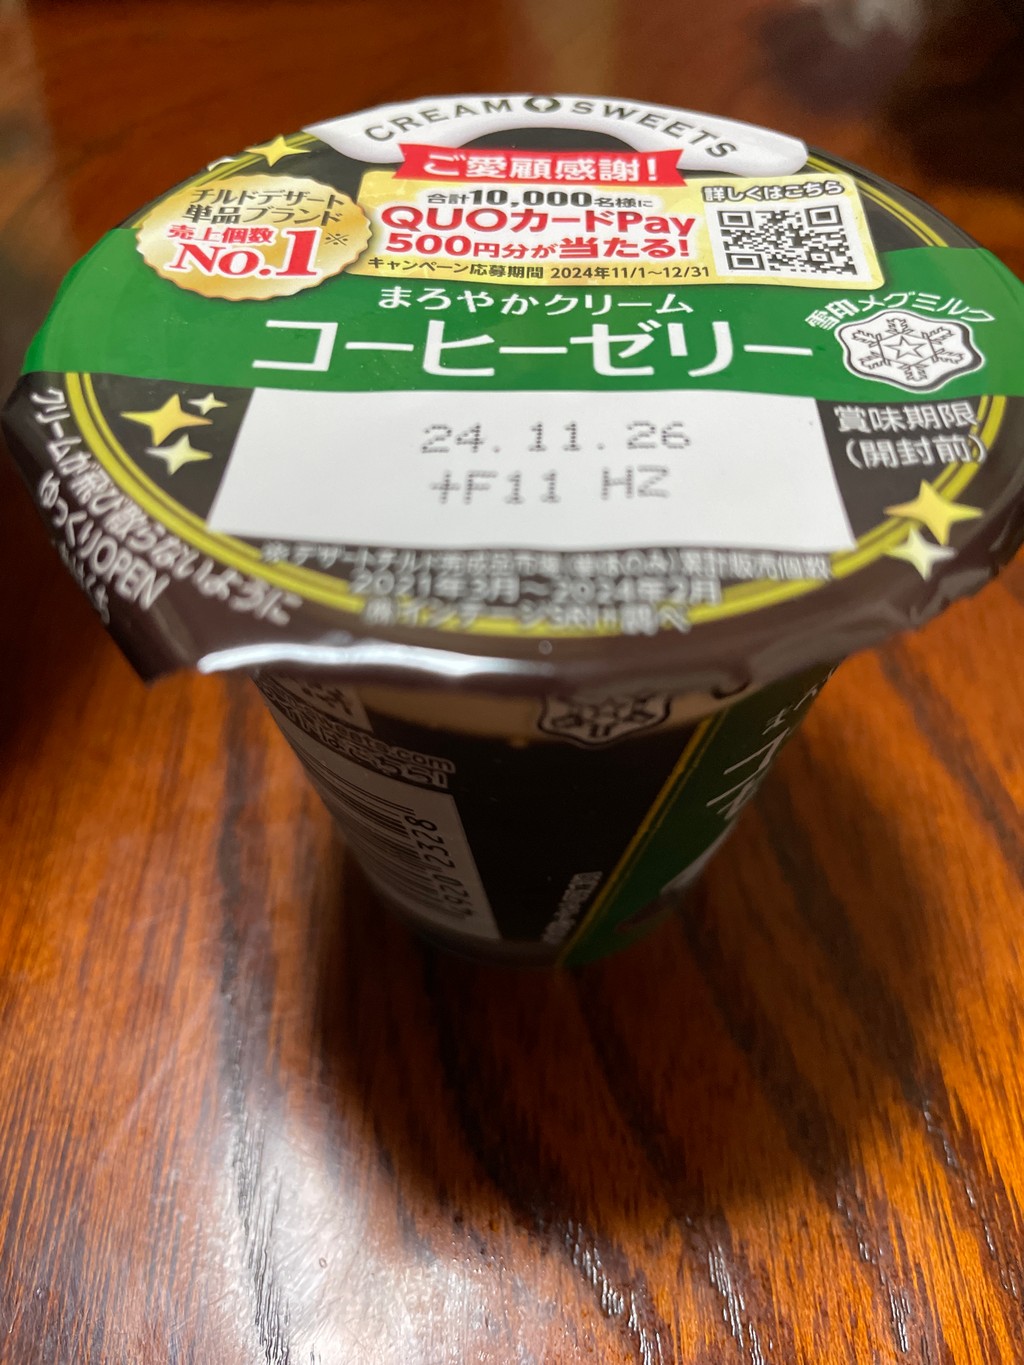 CREAM SWEETS
ご愛顧感謝!
チルドデザート
単品ブランド
売上個数
No.1※
合計10,000名様に
QUOカードPay
500円分が当たる!
キャンペーン応募期間 2024年11/1~12/31
詳しくはこちら
まろやかクリーム
コーヒーゼリー
雪印メグミルク
24.11.26
+F11 HZ
賞味期限
(開封前)
クリームが飛び散らないように
ゆっくりOPEN
2021年3月~2024年2月